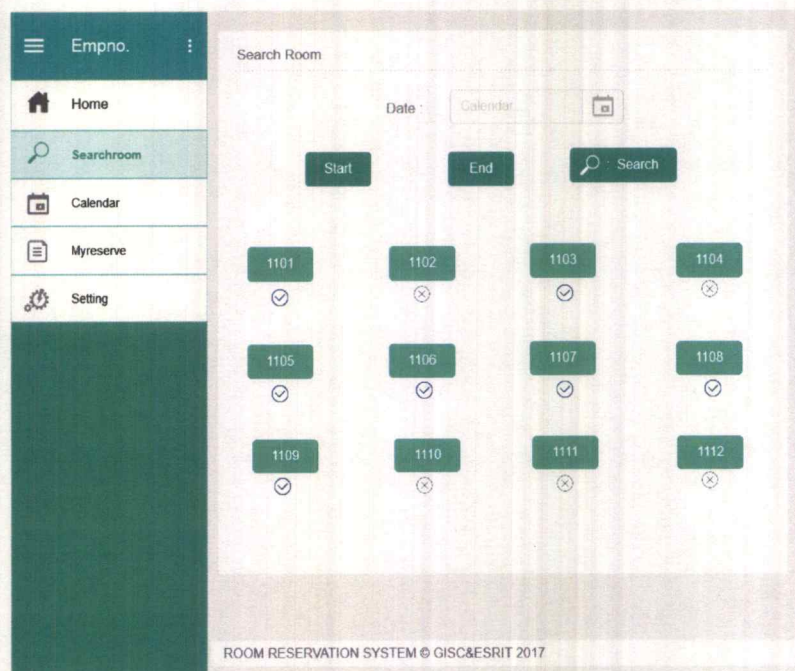 Empno.
Home
Searchroom
Calendar
Myreserve
Setting
Search Room
Date : Calendar...
Start End Search
1101 1102 1103 1104
1105 1106 1107 1108
1109 1110 1111 1112
ROOM RESERVATION SYSTEM © GISC&ESRIT 2017